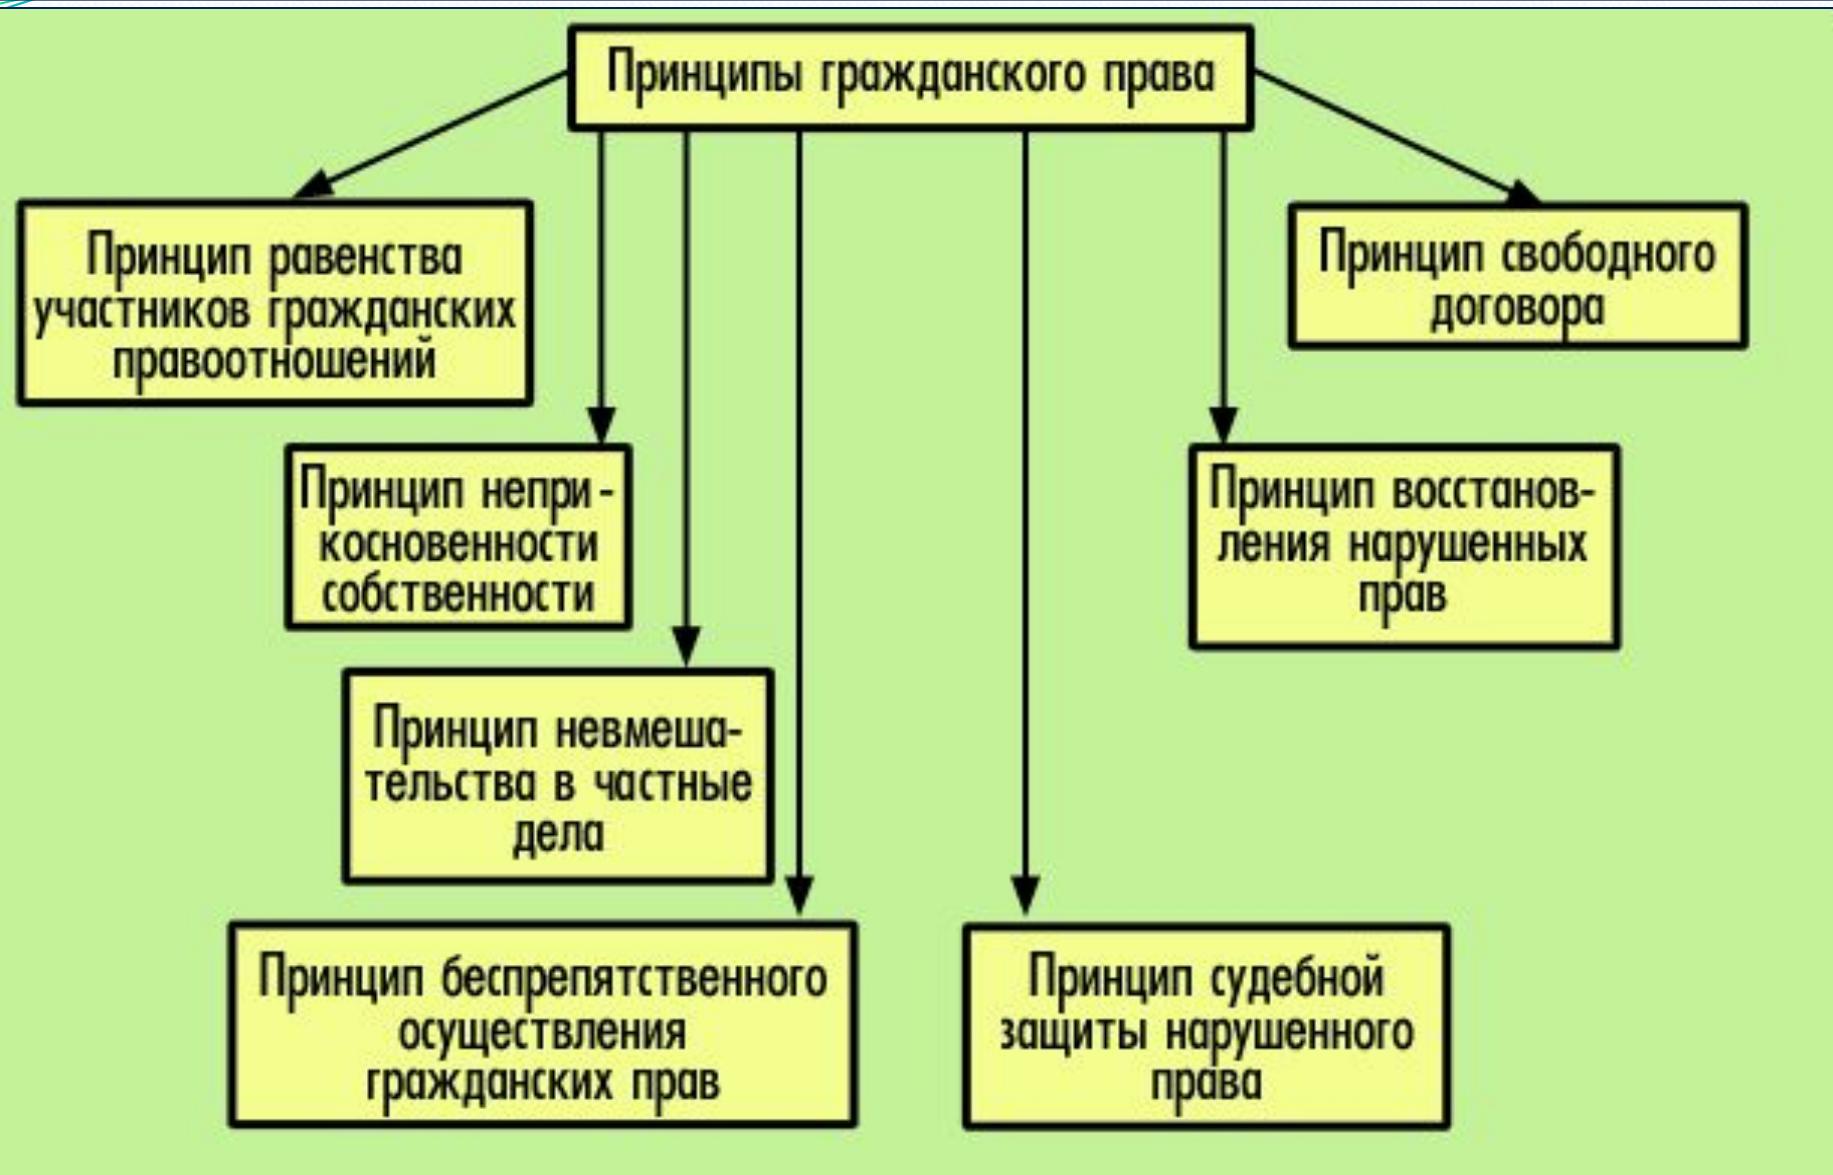 Принципы гражданского права
Принцип равенства
участников гражданских
правоотношений
Принцип свободного
договора
Принцип непри-
косновенности
собственности
Принцип восстанов-
ления нарушенных
прав
Принцип невмеша-
тельства в частные
дела
Принцип беспрепятственного
осуществления
гражданских прав
Принцип судебной
защиты нарушенного
права